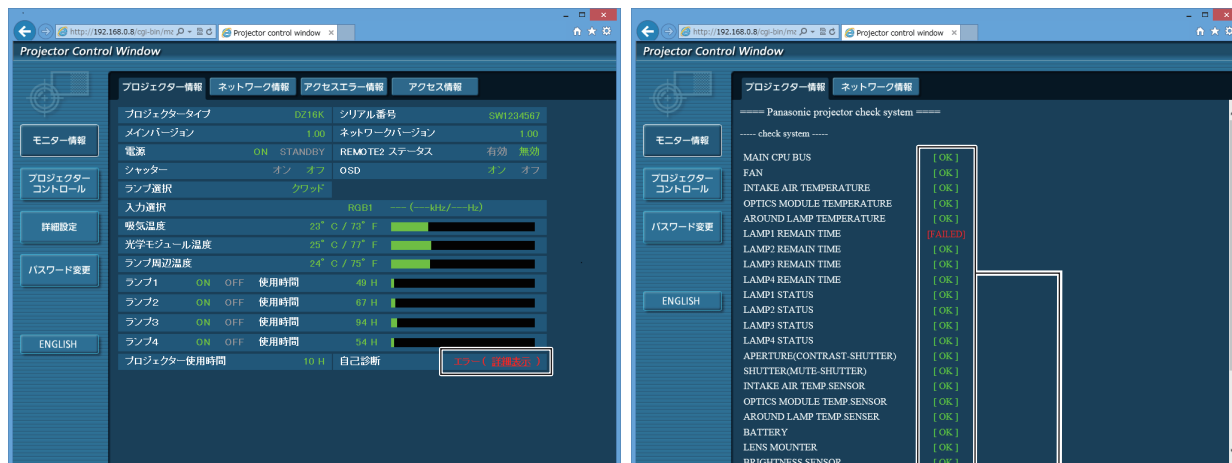 http://192.168.0.8/cgi-bin/ma
Projector control window
Projector Control Window
モニター情報
プロジェクター
コントロール
詳細設定
パスワード変更
ENGLISH
プロジェクター情報 ネットワーク情報 アクセスエラー情報 アクセス情報
プロジェクタータイプ DZ16K シリアル番号 SW1234567
メインバージョン 1.00 ネットワークバージョン 1.00
電源 ON STANDBY REMOTE2 ステータス 有効 無効
シャッター オン オフ OSD オン オフ
ランプ選択 クワッド
入力選択 RGB1 --- (---kHz/---Hz)
吸気温度 23° C / 73° F
光学モジュール温度 25° C / 77° F
ランプ周辺温度 24° C / 75° F
ランプ1 ON OFF 使用時間 49 H
ランプ2 ON OFF 使用時間 67 H
ランプ3 ON OFF 使用時間 94 H
ランプ4 ON OFF 使用時間 54 H
プロジェクター使用時間 10 H 自己診断 エラー( 詳細表示 )
http://192.168.0.8/cgi-bin/ma
Projector control window
Projector Control Window
モニター情報
プロジェクター
コントロール
パスワード変更
ENGLISH
プロジェクター情報 ネットワーク情報
==== Panasonic projector check system ====
----- check system -----
MAIN CPU BUS [ OK ]
FAN [ OK ]
INTAKE AIR TEMPERATURE [ OK ]
OPTICS MODULE TEMPERATURE [ OK ]
AROUND LAMP TEMPERATURE [ OK ]
LAMP1 REMAIN TIME [FAILED]
LAMP2 REMAIN TIME [ OK ]
LAMP3 REMAIN TIME [ OK ]
LAMP4 REMAIN TIME [ OK ]
LAMP1 STATUS [ OK ]
LAMP2 STATUS [ OK ]
LAMP3 STATUS [ OK ]
LAMP4 STATUS [ OK ]
APERTURE(CONTRAST-SHUTTER) [ OK ]
SHUTTER(MUTE-SHUTTER) [ OK ]
INTAKE AIR TEMP.SENSOR [ OK ]
OPTICS MODULE TEMP.SENSOR [ OK ]
AROUND LAMP TEMP.SENSER [ OK ]
BATTERY [ OK ]
LENS MOUNTER [ OK ]
BRIGHTNESS SENSOR [ OK ]